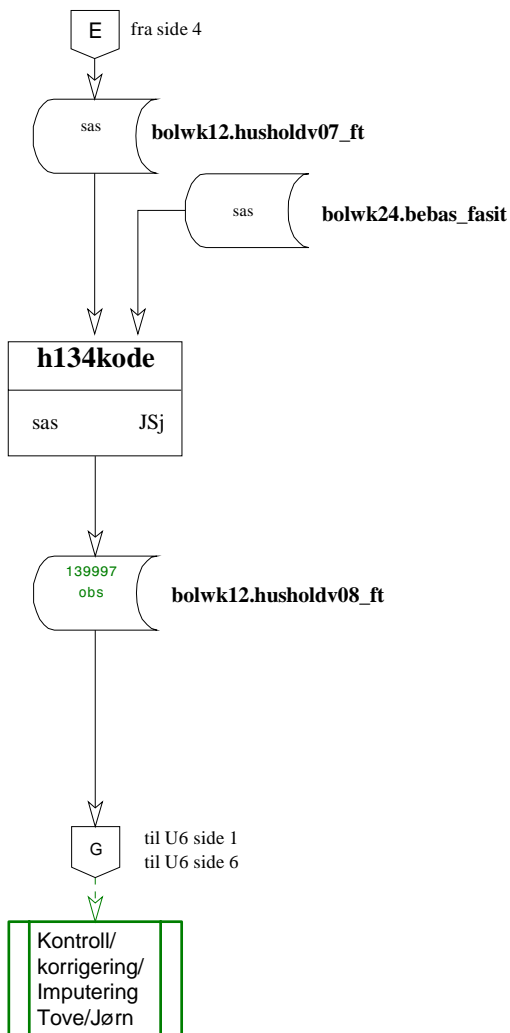 E
fra side 4
sas
bolwk12.husholdv07_ft
sas
bolwk24.bebas_fasit
h134kode
sas JSj
139997
obs
bolwk12.husholdv08_ft
G
til U6 side 1
til U6 side 6
Kontroll/
korrigering/
Imputering
Tove/Jørn